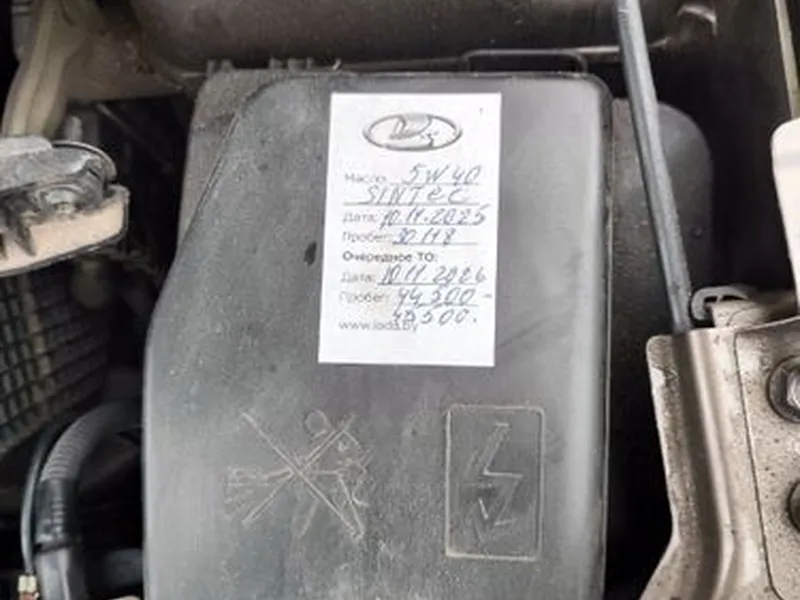 Масло: 5W40
SINTEC
Дата: 10.11.2025
Пробег: 30118
Очередное ТО:
Дата: 10.11.2026
Пробег: 44500-
45500.
www.lada.by